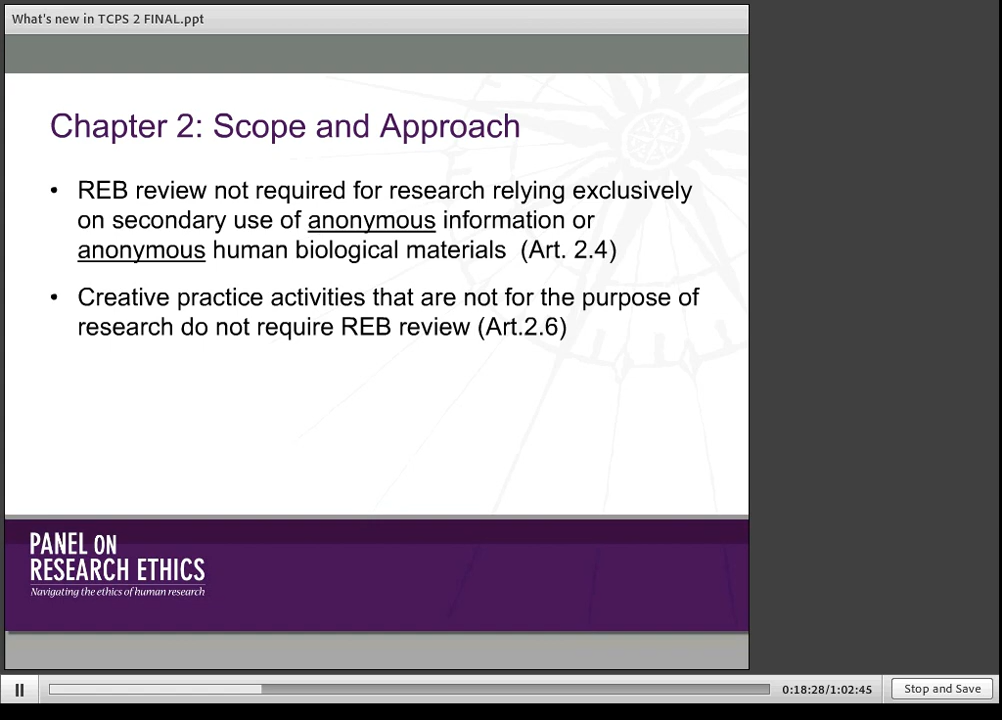 What's new in TCPS 2 FINAL.ppt
Chapter 2: Scope and Approach
• REB review not required for research relying exclusively
on secondary use of anonymous information or
anonymous human biological materials (Art. 2.4)
• Creative practice activities that are not for the purpose of
research do not require REB review (Art.2.6)
PANEL ON
RESEARCH ETHICS
Navigating the ethics of human research
0:18:28/1:02:45
Stop and Save